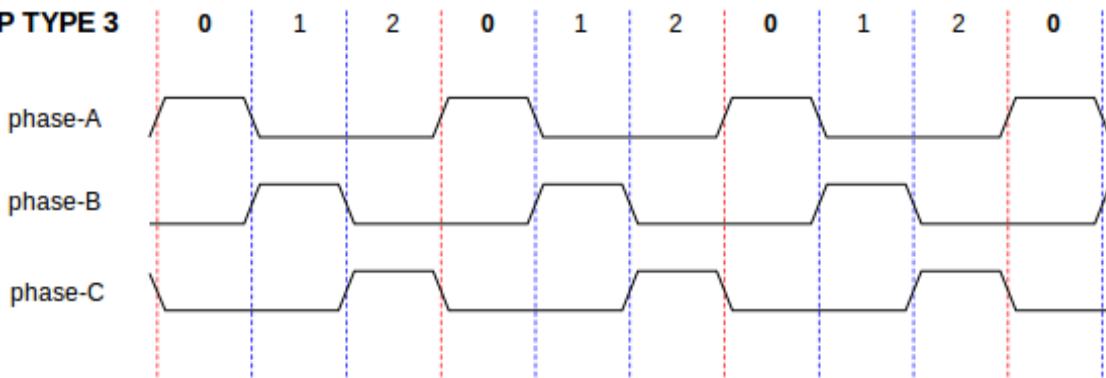 P TYPE 3 0 1 2 0 1 2 0 1 2 0
phase-A
phase-B
phase-C